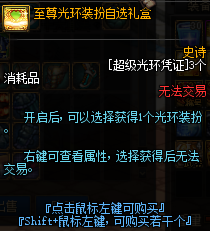 至尊光环装扮自选礼盒
史诗
[超级光环凭证]3个
消耗品
无法交易
开启后，可以选择获得1个光环装扮
。
右键可查看属性，选择获得后无法
交易。
『点击鼠标左键可购买』
『Shift+鼠标左键，可购买若干个』